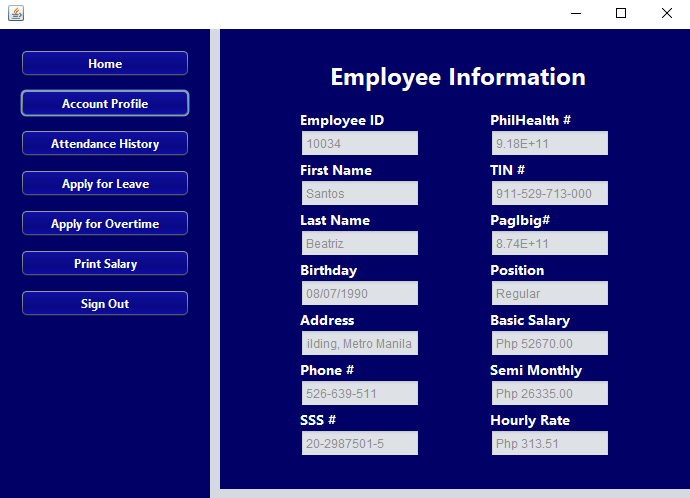 Home
Account Profile
Attendance History
Apply for Leave
Apply for Overtime
Print Salary
Sign Out
Employee Information
Employee ID
10034
First Name
Santos
Last Name
Beatriz
Birthday
08/07/1990
Address
ilding, Metro Manila
Phone #
526-639-511
SSS #
20-2987501-5
PhilHealth #
9.18E+11
TIN #
911-529-713-000
PagIbig#
8.74E+11
Position
Regular
Basic Salary
Php 52670.00
Semi Monthly
Php 26335.00
Hourly Rate
Php 313.51